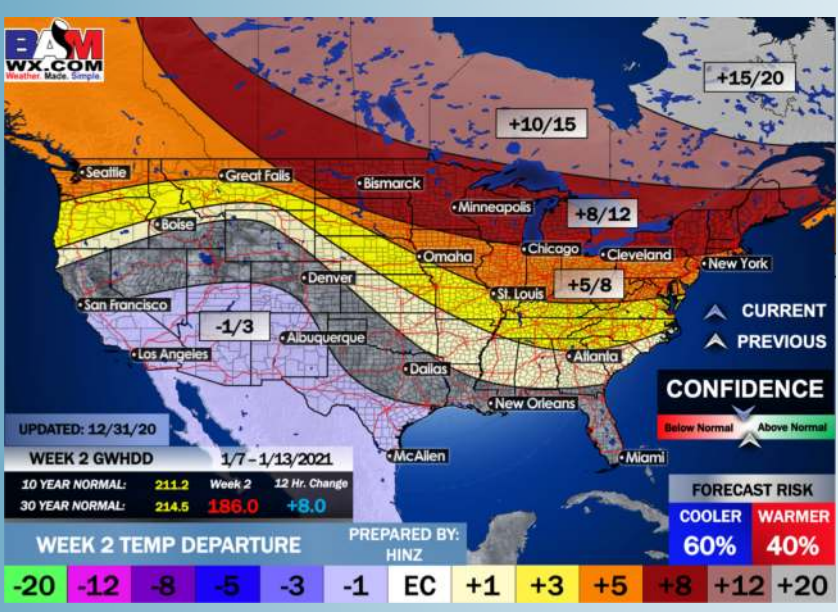 BAM
WX.COM
Weather. Made. Simple.
+15/20
+10/15
Seattle
Great Falls
Bismarck
Minneapolis
+8/12
Boise
Omaha
Chicago
Cleveland
New York
Denver
St. Louis
+5/8
San Francisco
-1/3
CURRENT
Los Angeles
Albuquerque
PREVIOUS
Atlanta
Dallas
CONFIDENCE
New Orleans
Below Normal
Above Normal
UPDATED: 12/31/20
McAllen
Miami
WEEK 2 GWHDD 1/7 - 1/13/2021
10 YEAR NORMAL: 211.2 Week 2 12 Hr. Change
30 YEAR NORMAL: 214.5 186.0 +8.0
FORECAST RISK
COOLER WARMER
60% 40%
WEEK 2 TEMP DEPARTURE
PREPARED BY:
HINZ
-20 -12 -8 -5 -3 -1 EC +1 +3 +5 +8 +12 +20